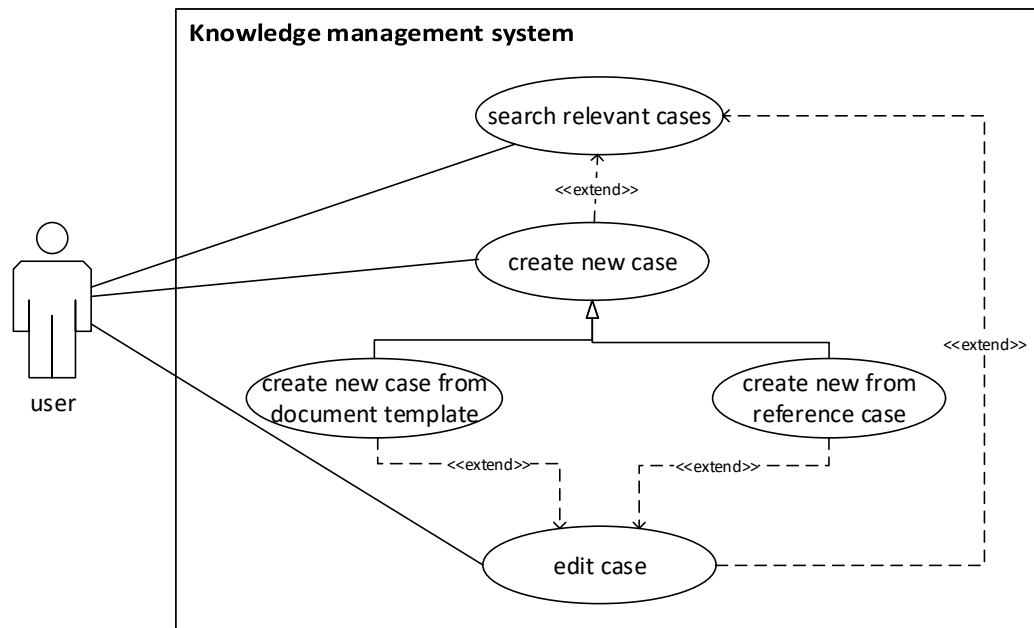 Knowledge management system
search relevant cases
<<extend>>
create new case
<<extend>>
create new case from
document template
create new from
reference case
user
<<extend>>
<<extend>>
edit case